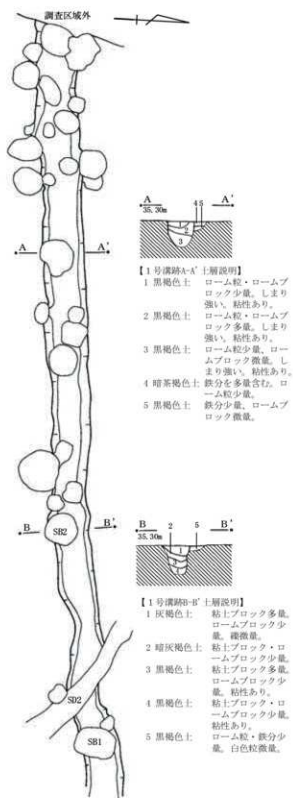 調査区域外
A A'
35.30m
4 5
1
2
3
A A'
【1号溝跡A-A'土層説明】
1 黒褐色土 ローム粒・ロームブ
ロック少量。しまり
強い。粘性あり。
2 黒褐色土 ローム粒・ロームブ
ロック多量。しまり
強い。粘性あり。
3 黒褐色土 ローム粒少量、ロー
ムブロック微量。し
まり強い。粘性あり。
4 暗茶褐色土 鉄分を多量含む。ロ
ーム粒少量。
5 黒褐色土 鉄分少量、ロームブ
ロック微量。
B B'
SB2
B B'
35.30m
2 5
1
【1号溝跡B-B'土層説明】
1 灰褐色土 粘土ブロック多量、
ロームブロック少
量、礫微量。
2 暗灰褐色土 粘土ブロック・ロ
ームブロック少量。
3 黒褐色土 粘土ブロック多量、
ロームブロック少
量。粘性あり。
4 黒褐色土 粘土ブロック・ロ
ームブロック少量。
粘性あり。
5 黒褐色土 ローム粒・鉄分少
量。白色粒微量。
SD2
SB1